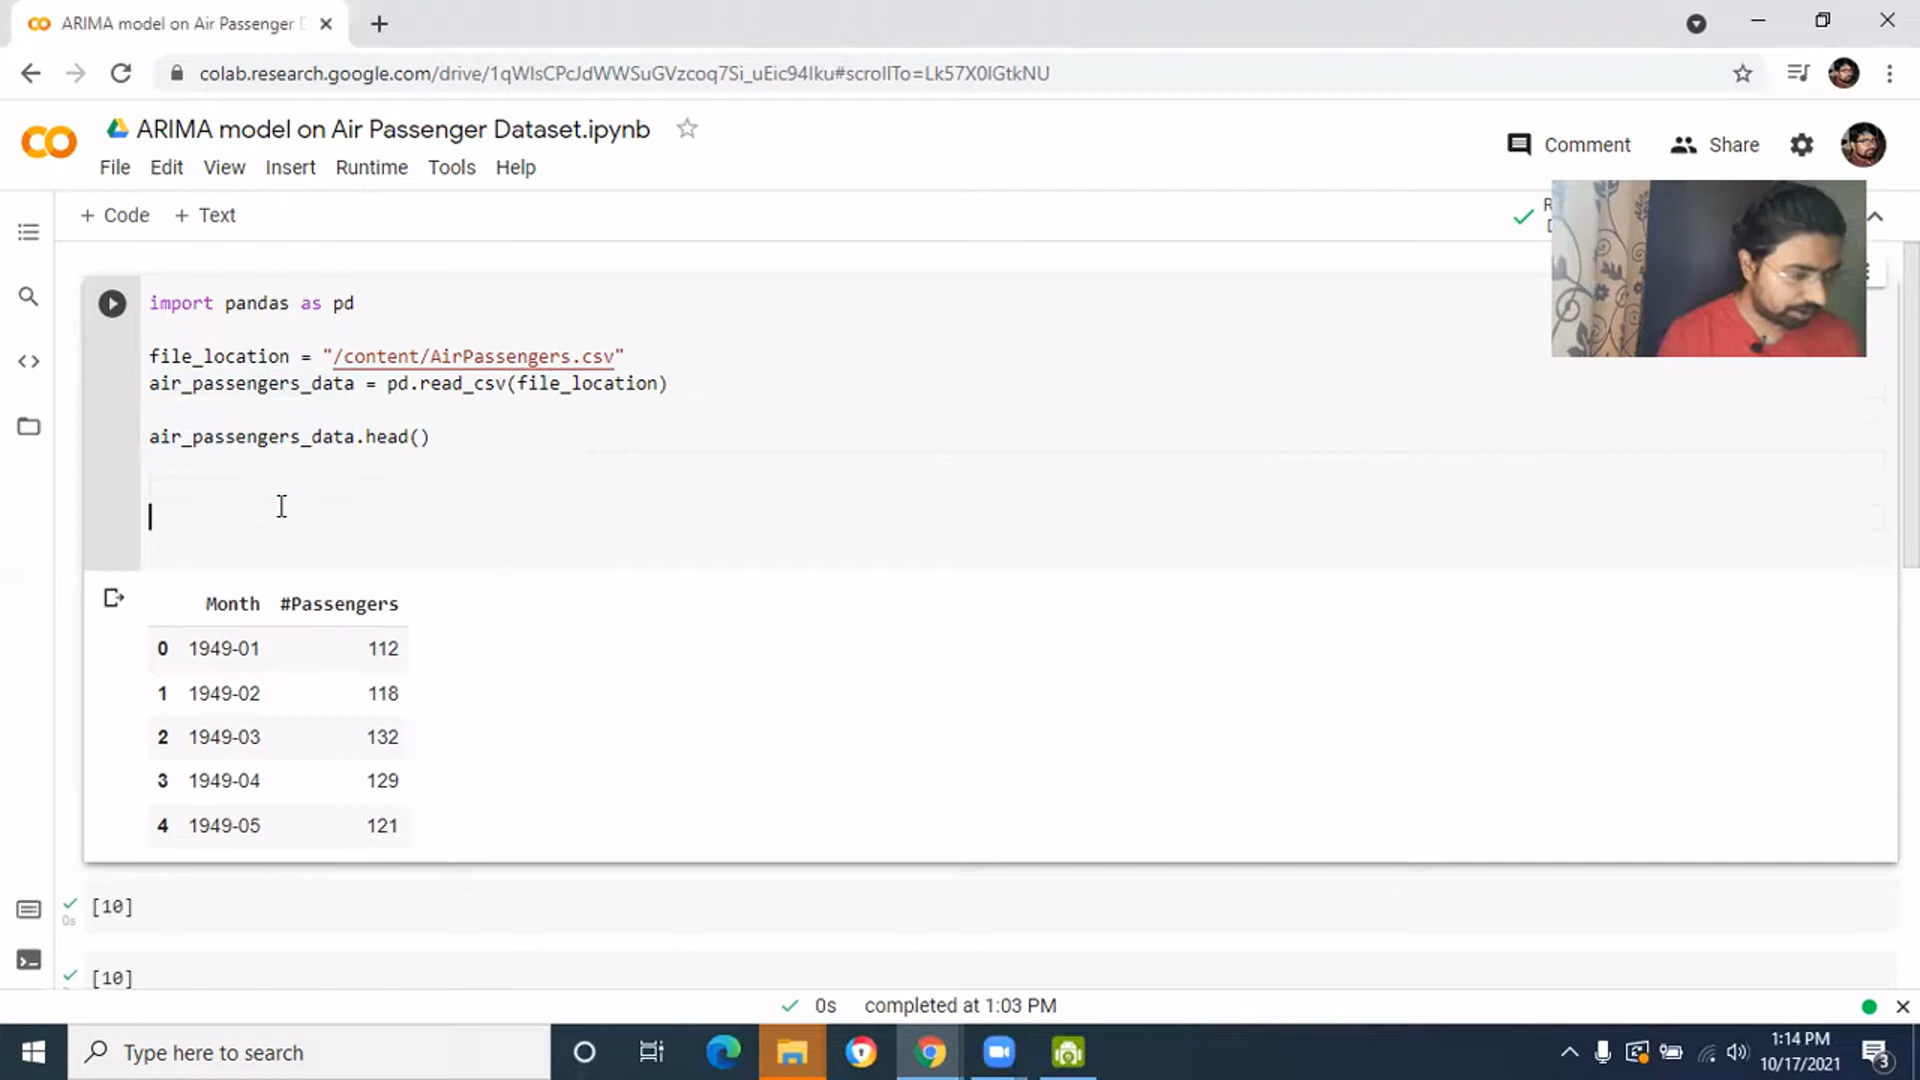 ARIMA model on Air Passenger D
colab.research.google.com/drive/1qWlsCPcJdWWSuGVzcoq7Si_uEic94Iku#scrollTo=Lk57X0IGtkNU
ARIMA model on Air Passenger Dataset.ipynb
Comment Share
File Edit View Insert Runtime Tools Help
+ Code + Text
import pandas as pd
file_location = "/content/AirPassengers.csv"
air_passengers_data = pd.read_csv(file_location)
air_passengers_data.head()
Month #Passengers
0 1949-01 112
1 1949-02 118
2 1949-03 132
3 1949-04 129
4 1949-05 121
0s [10]
[10]
0s completed at 1:03 PM
Type here to search
1:14 PM
10/17/2021
3